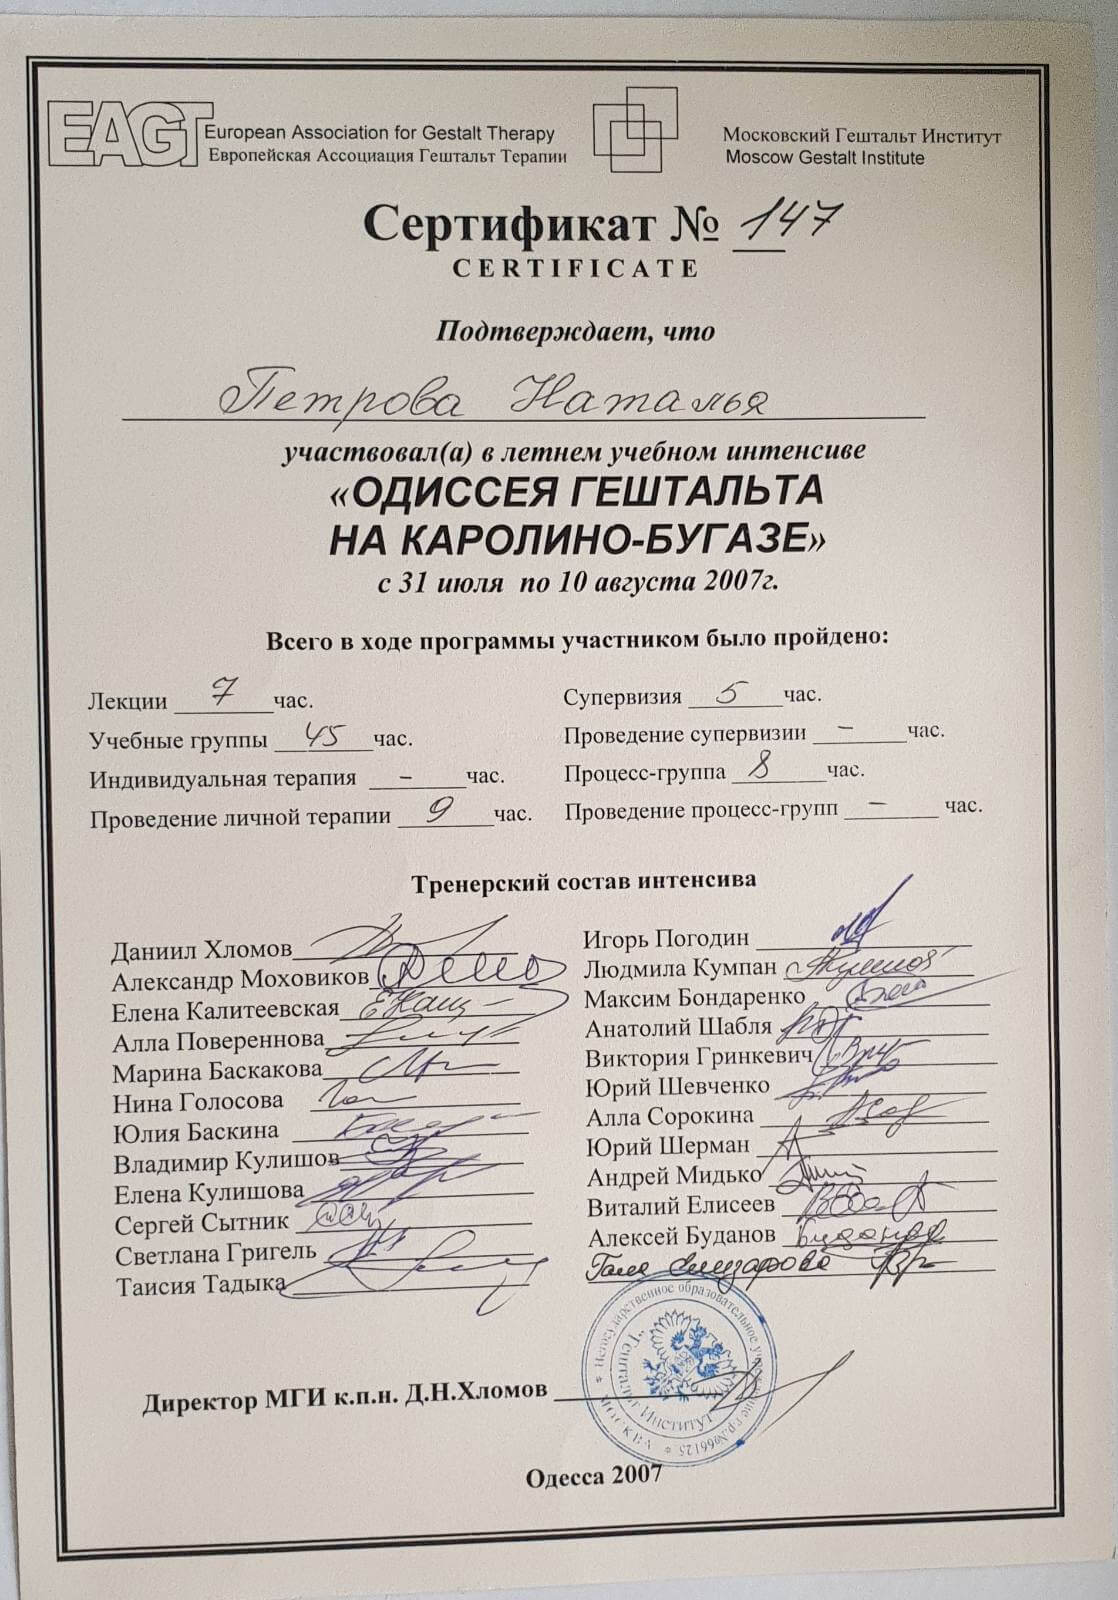 EAGT
European Association for Gestalt Therapy
Европейская Ассоциация Гештальт Терапии
Московский Гештальт Институт
Moscow Gestalt Institute
Сертификат № 147
CERTIFICATE
Подтверждает, что
Петрова Наталья
участвовал(а) в летнем учебном интенсиве
«ОДИССЕЯ ГЕШТАЛЬТА
НА КАРОЛИНО-БУГАЗЕ»
с 31 июля по 10 августа 2007г.
Всего в ходе программы участником было пройдено:
Лекции 7 час.
Учебные группы 45 час.
Индивидуальная терапия – час.
Проведение личной терапии 9 час.
Супервизия 5 час.
Проведение супервизии – час.
Процесс-группа 8 час.
Проведение процесс-групп – час.
Тренерский состав интенсива
Даниил Хломов
Александр Моховиков
Елена Калитеевская
Алла Повереннова
Марина Баскакова
Нина Голосова
Юлия Баскина
Владимир Кулишов
Елена Кулишова
Сергей Сытник
Светлана Григель
Таисия Тадыка
Игорь Погодин
Людмила Кумпан
Максим Бондаренко
Анатолий Шабля
Виктория Гринкевич
Юрий Шевченко
Алла Сорокина
Юрий Шерман
Андрей Мидько
Виталий Елисеев
Алексей Буданов
Директор МГИ к.п.н. Д.Н.Хломов
Негосударственное образовательное
МОСКВА
Институт
Одесса 2007